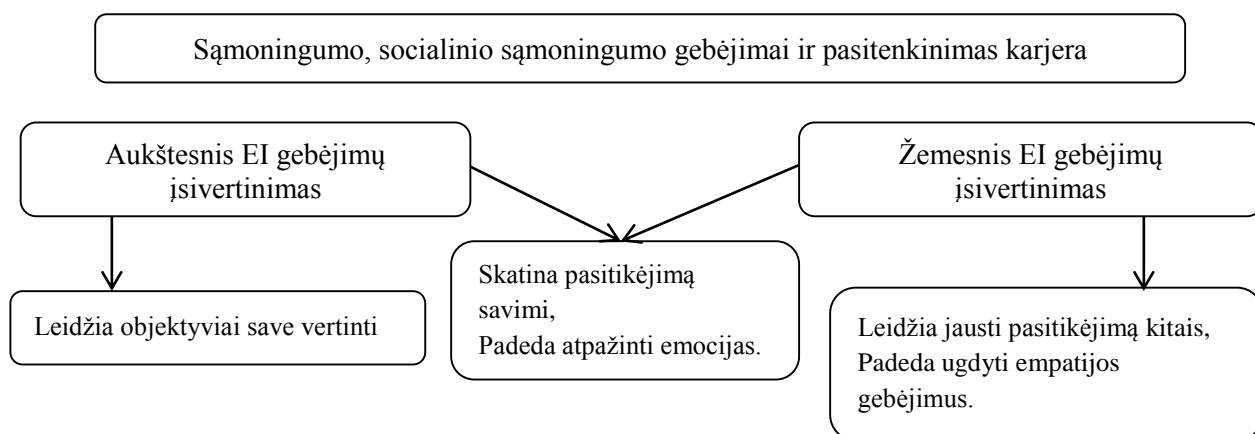 Sąmoningumo, socialinio sąmoningumo gebėjimai ir pasitenkinimas karjera
Aukštesnis EI gebėjimų
įsivertinimas
Žemesnis EI gebėjimų
įsivertinimas
Leidžia objektyviai save vertinti
Skatina pasitikėjimą
savimi,
Padeda atpažinti emocijas.
Leidžia jausti pasitikėjimą kitais,
Padeda ugdyti empatijos
gebėjimus.